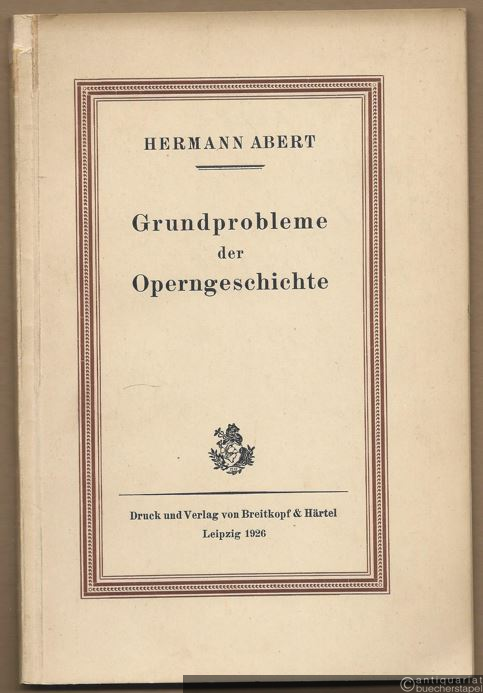 HERMANN ABERT
Grundprobleme
der
Operngeschichte
Druck und Verlag von Breitkopf & Härtel
Leipzig 1926
© antiquariat
buecherstapel